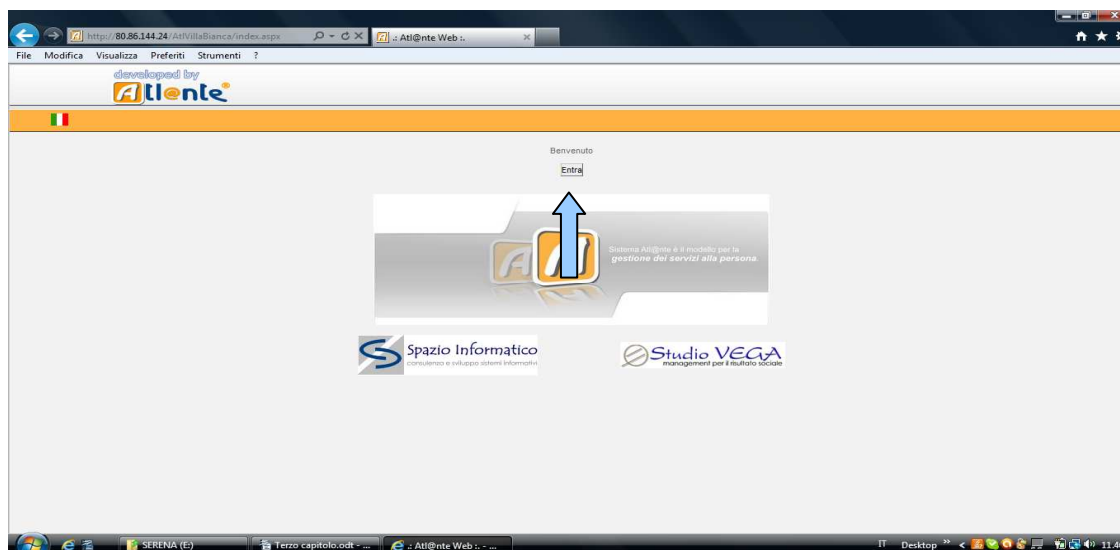 http://80.86.144.24/AtlVillaBianca/index.aspx
.: Atl@nte Web :.
File Modifica Visualizza Preferiti Strumenti ?
developed by
Atl@nte
Benvenuto
Entra
Sistema Atl@nte è il modello per la
gestione dei servizi alla persona
Spazio Informatico
consulenza e sviluppo sistemi informativi
Studio VEGA
management per il risultato sociale
SERENA (E:)
Terzo capitolo.odt - ...
.: Atl@nte Web :. - ...
IT
Desktop